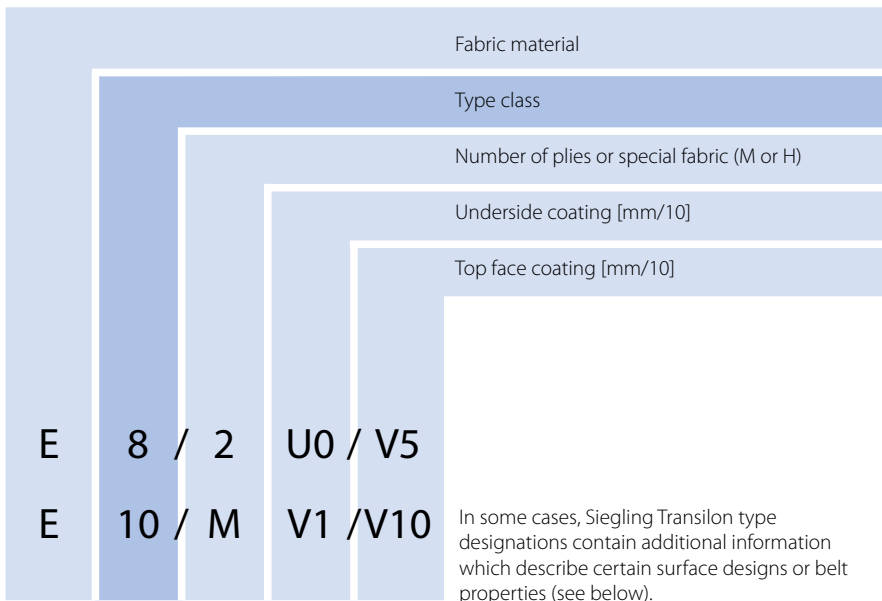 Fabric material
Type class
Number of plies or special fabric (M or H)
Underside coating [mm/10]
Top face coating [mm/10]
E 8 / 2 U0 / V5
E 10 / M V1 /V10
In some cases, Siegling Transilon type
designations contain additional information
which describe certain surface designs or belt
properties (see below).